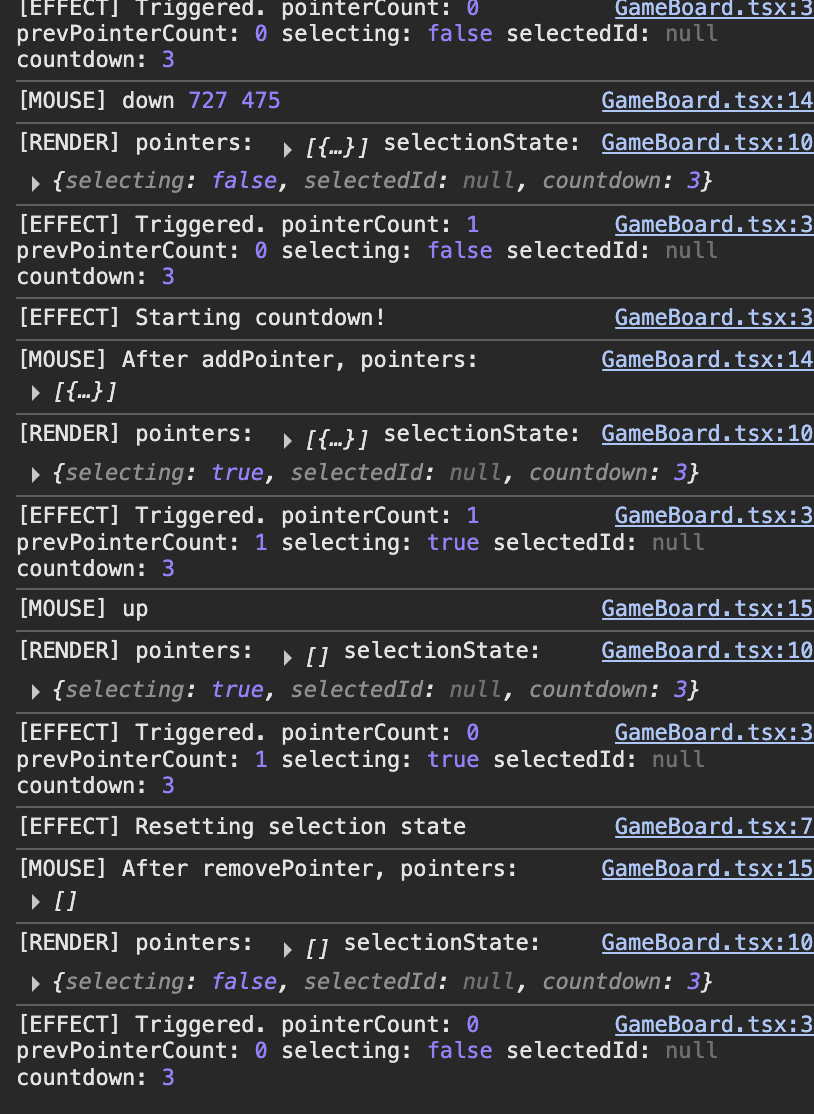 [EFFECT] Triggered. pointerCount: 0 GameBoard.tsx:3
prevPointerCount: 0 selecting: false selectedId: null
countdown: 3
[MOUSE] down 727 475 GameBoard.tsx:14
[RENDER] pointers: ▶ [{…}] selectionState: GameBoard.tsx:10
▶ {selecting: false, selectedId: null, countdown: 3}
[EFFECT] Triggered. pointerCount: 1 GameBoard.tsx:3
prevPointerCount: 0 selecting: false selectedId: null
countdown: 3
[EFFECT] Starting countdown! GameBoard.tsx:3
[MOUSE] After addPointer, pointers: GameBoard.tsx:14
▶ [{…}]
[RENDER] pointers: ▶ [{…}] selectionState: GameBoard.tsx:10
▶ {selecting: true, selectedId: null, countdown: 3}
[EFFECT] Triggered. pointerCount: 1 GameBoard.tsx:3
prevPointerCount: 1 selecting: true selectedId: null
countdown: 3
[MOUSE] up GameBoard.tsx:15
[RENDER] pointers: ▶ [] selectionState: GameBoard.tsx:10
▶ {selecting: true, selectedId: null, countdown: 3}
[EFFECT] Triggered. pointerCount: 0 GameBoard.tsx:3
prevPointerCount: 1 selecting: true selectedId: null
countdown: 3
[EFFECT] Resetting selection state GameBoard.tsx:7
[MOUSE] After removePointer, pointers: GameBoard.tsx:15
▶ []
[RENDER] pointers: ▶ [] selectionState: GameBoard.tsx:10
▶ {selecting: false, selectedId: null, countdown: 3}
[EFFECT] Triggered. pointerCount: 0 GameBoard.tsx:3
prevPointerCount: 0 selecting: false selectedId: null
countdown: 3